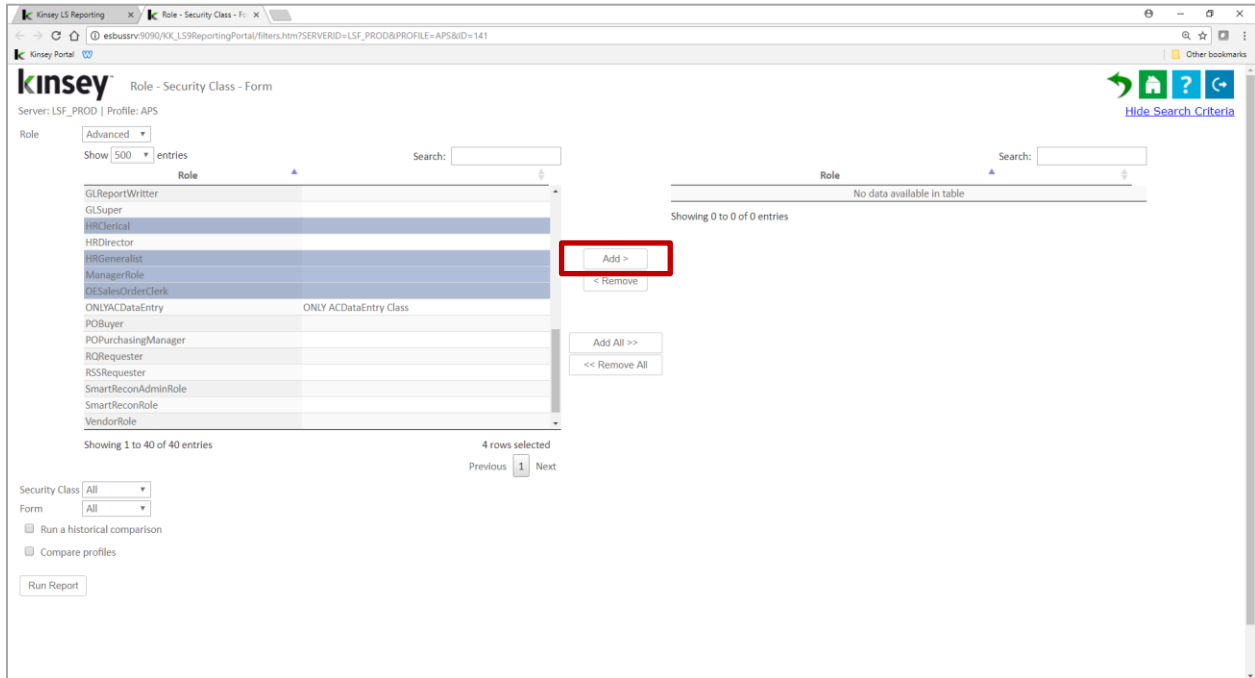 Kinsey LS Reporting
Role - Security Class - Fo
esbussrv:9090/KK_LS9ReportingPortal/filters.htm?SERVERID=LSF_PROD&PROFILE=APS&ID=141
Kinsey Portal
Other bookmarks
kinsey
Role - Security Class - Form
Server: LSF_PROD | Profile: APS
Hide Search Criteria
Role Advanced
Show 500 entries Search:
Role
GLReportWritter
GLSuper
HRClerical
HRDirector
HRGeneralist
ManagerRole
OESalesOrderClerk
ONLYACDataEntry ONLY ACDataEntry Class
POBuyer
POPurchasingManager
RQRequester
RSSRequester
SmartReconAdminRole
SmartReconRole
VendorRole
Showing 1 to 40 of 40 entries 4 rows selected
Previous 1 Next
Add >
< Remove
Add All >>
<< Remove All
Search:
Role
No data available in table
Showing 0 to 0 of 0 entries
Security Class All
Form All
Run a historical comparison
Compare profiles
Run Report